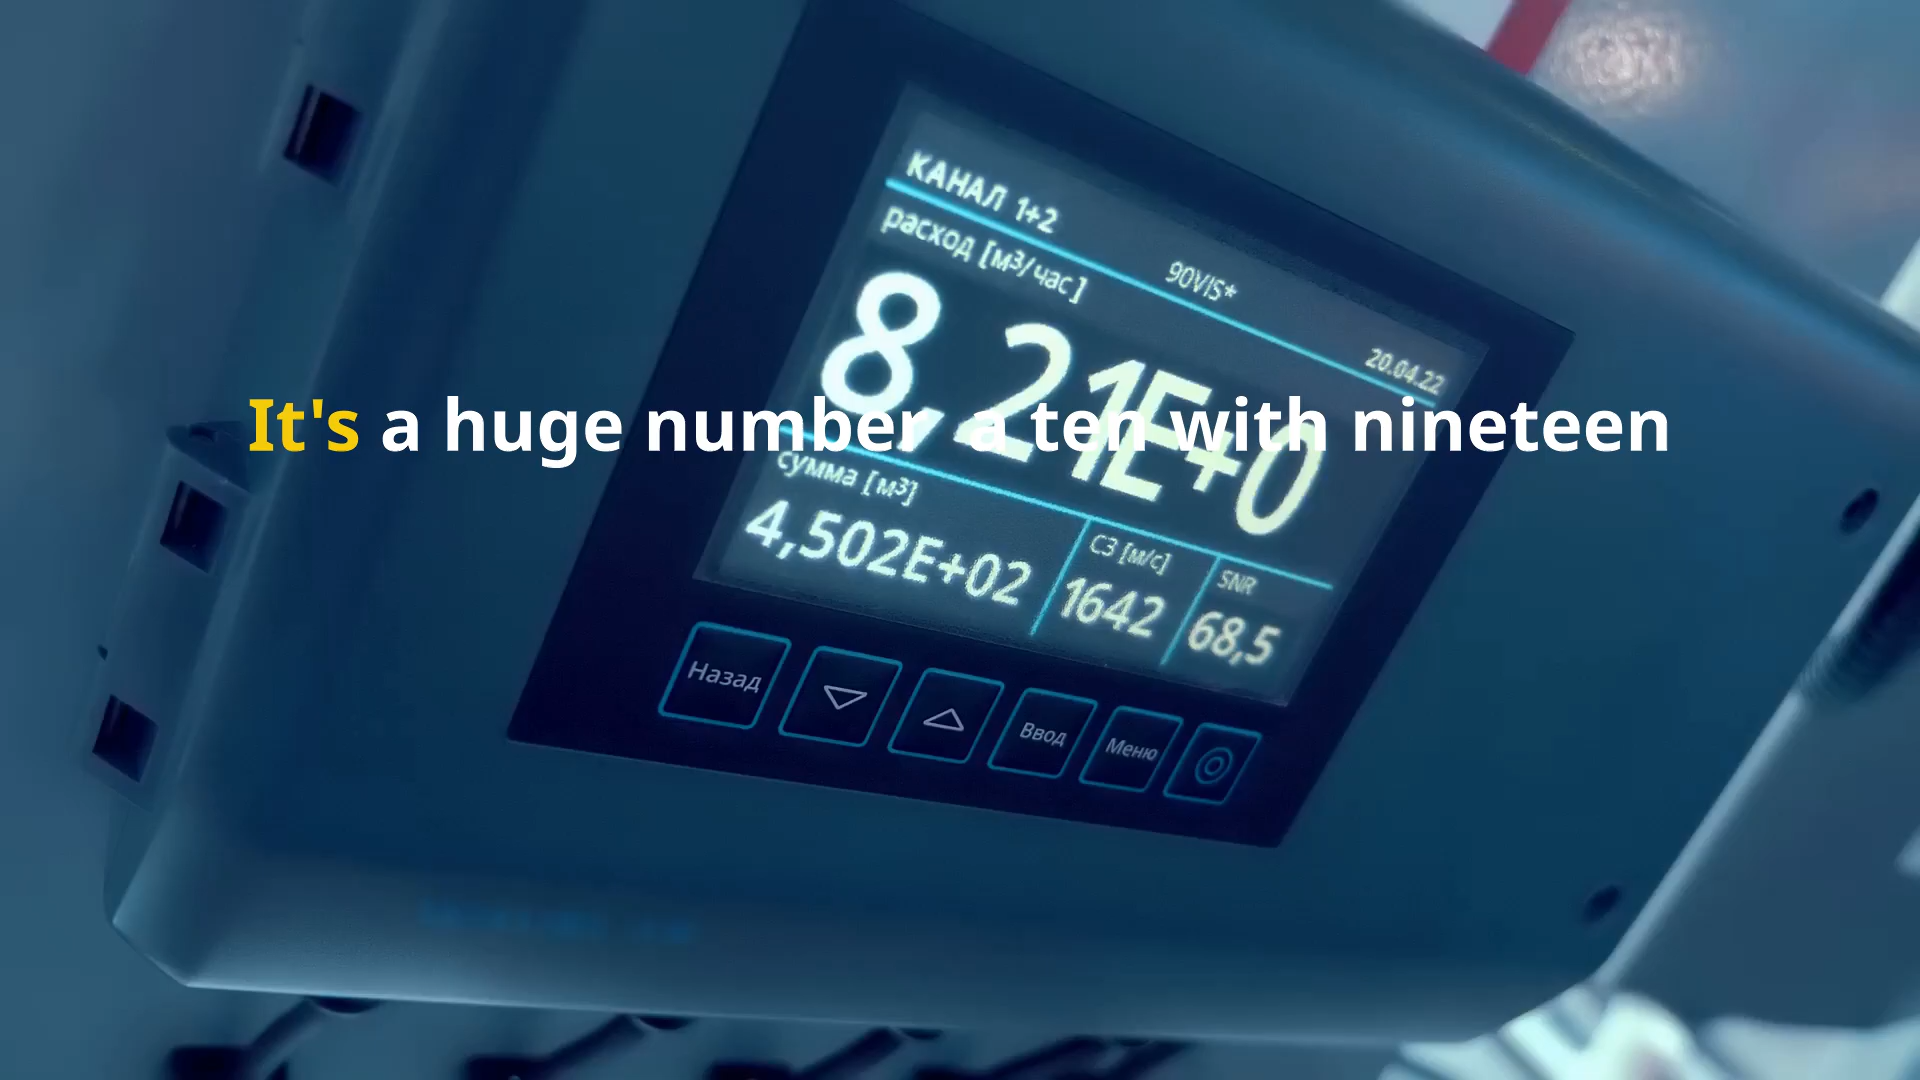 КАНАЛ 1+2
90VIS*
20.04.22
расход [м³/час]
8,21E+0
It's a huge number, a ten with nineteen
сумма [м³]
4,502E+02
СЗ [м/с]
1642
SNR
68,5
Назад
Ввод
Меню